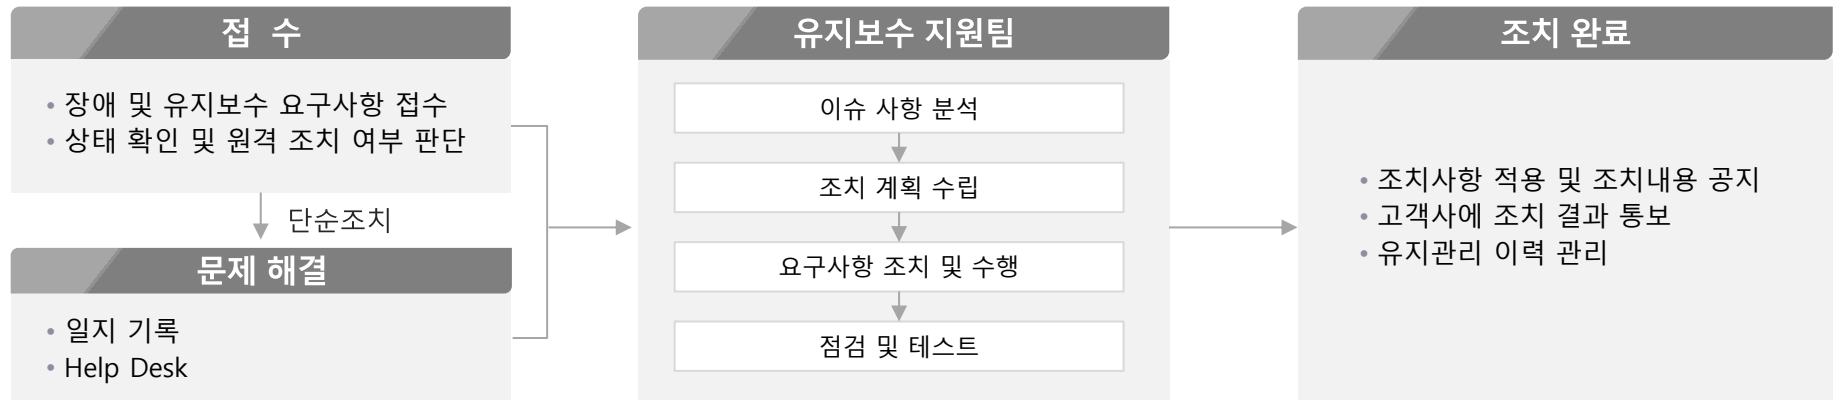 접 수
• 장애 및 유지보수 요구사항 접수
• 상태 확인 및 원격 조치 여부 판단
단순조치
문제 해결
• 일지 기록
• Help Desk
유지보수 지원팀
이슈 사항 분석
조치 계획 수립
요구사항 조치 및 수행
점검 및 테스트
조치 완료
• 조치사항 적용 및 조치내용 공지
• 고객사에 조치 결과 통보
• 유지관리 이력 관리